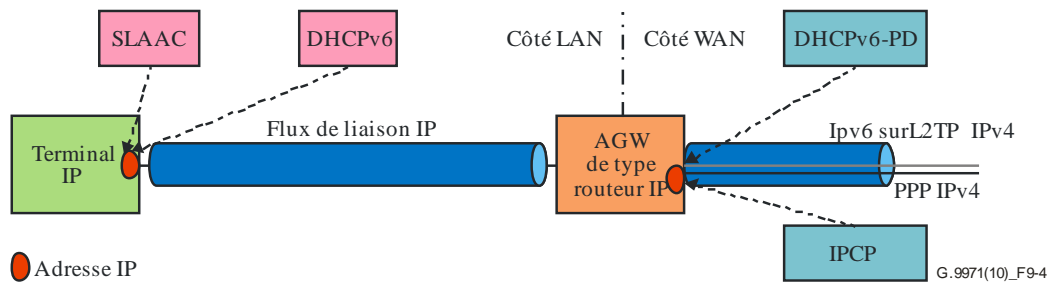 SLAAC
DHCPv6
Côté LAN
Côté WAN
DHCPv6-PD
Terminal
IP
Flux de liaison IP
AGW
de type
routeur IP
Ipv6 surL2TP IPv4
PPP IPv4
IPCP
Adresse IP
G.9971(10)_F9-4